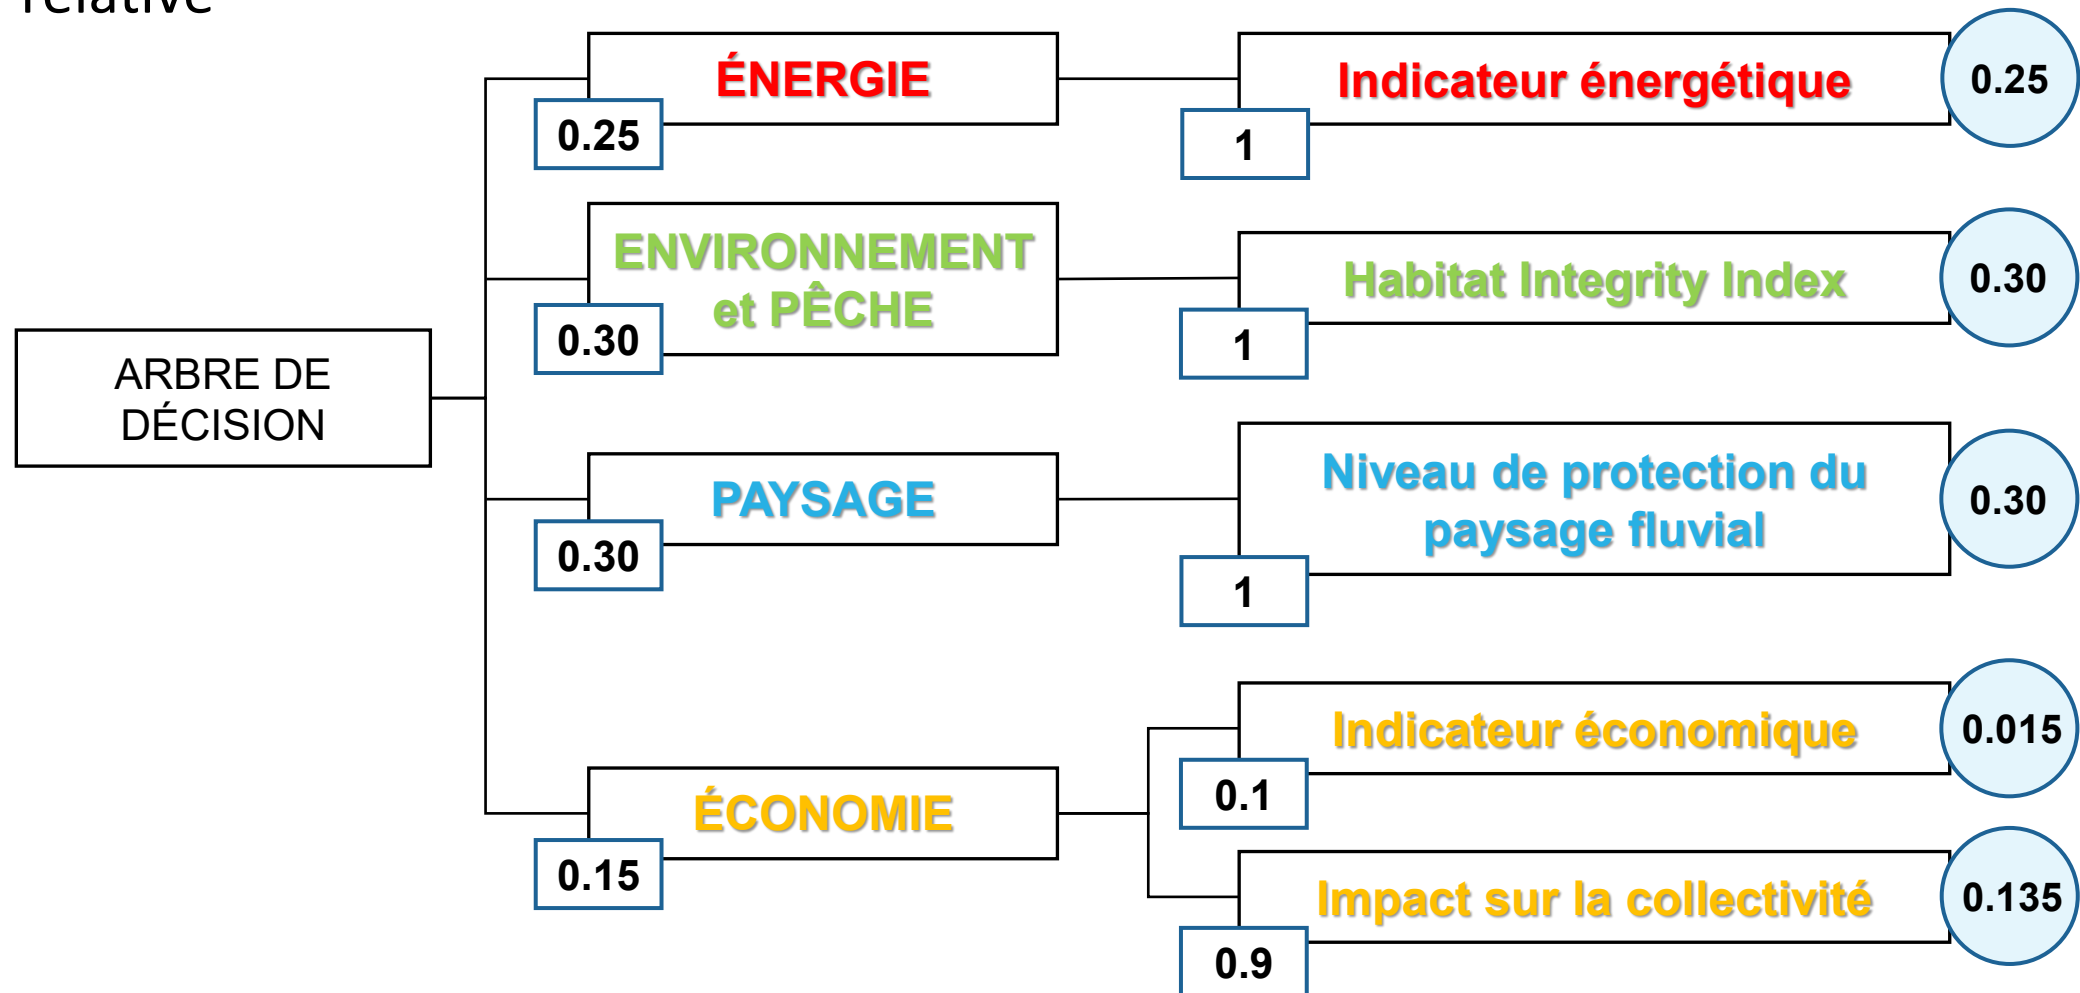 relative
ÉNERGIE
0.25
Indicateur énergétique
1
0.25
ENVIRONNEMENT
et PÊCHE
0.30
Habitat Integrity Index
1
0.30
ARBRE DE
DÉCISION
PAYSAGE
0.30
Niveau de protection du
paysage fluvial
1
0.30
ÉCONOMIE
0.15
Indicateur économique
0.1
0.015
Impact sur la collectivité
0.9
0.135